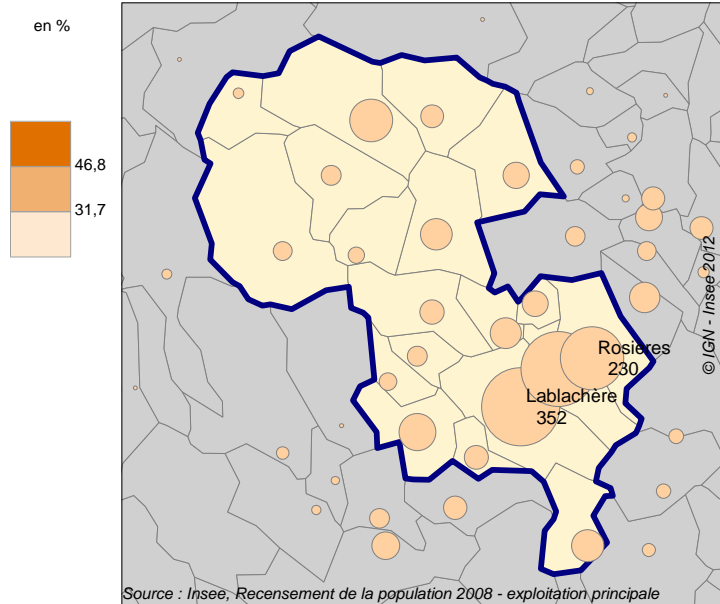 en %
46,8
31,7
Rosières
230
Lablachère
352
© IGN - Insee 2012
Source : Insee, Recensement de la population 2008 - exploitation principale